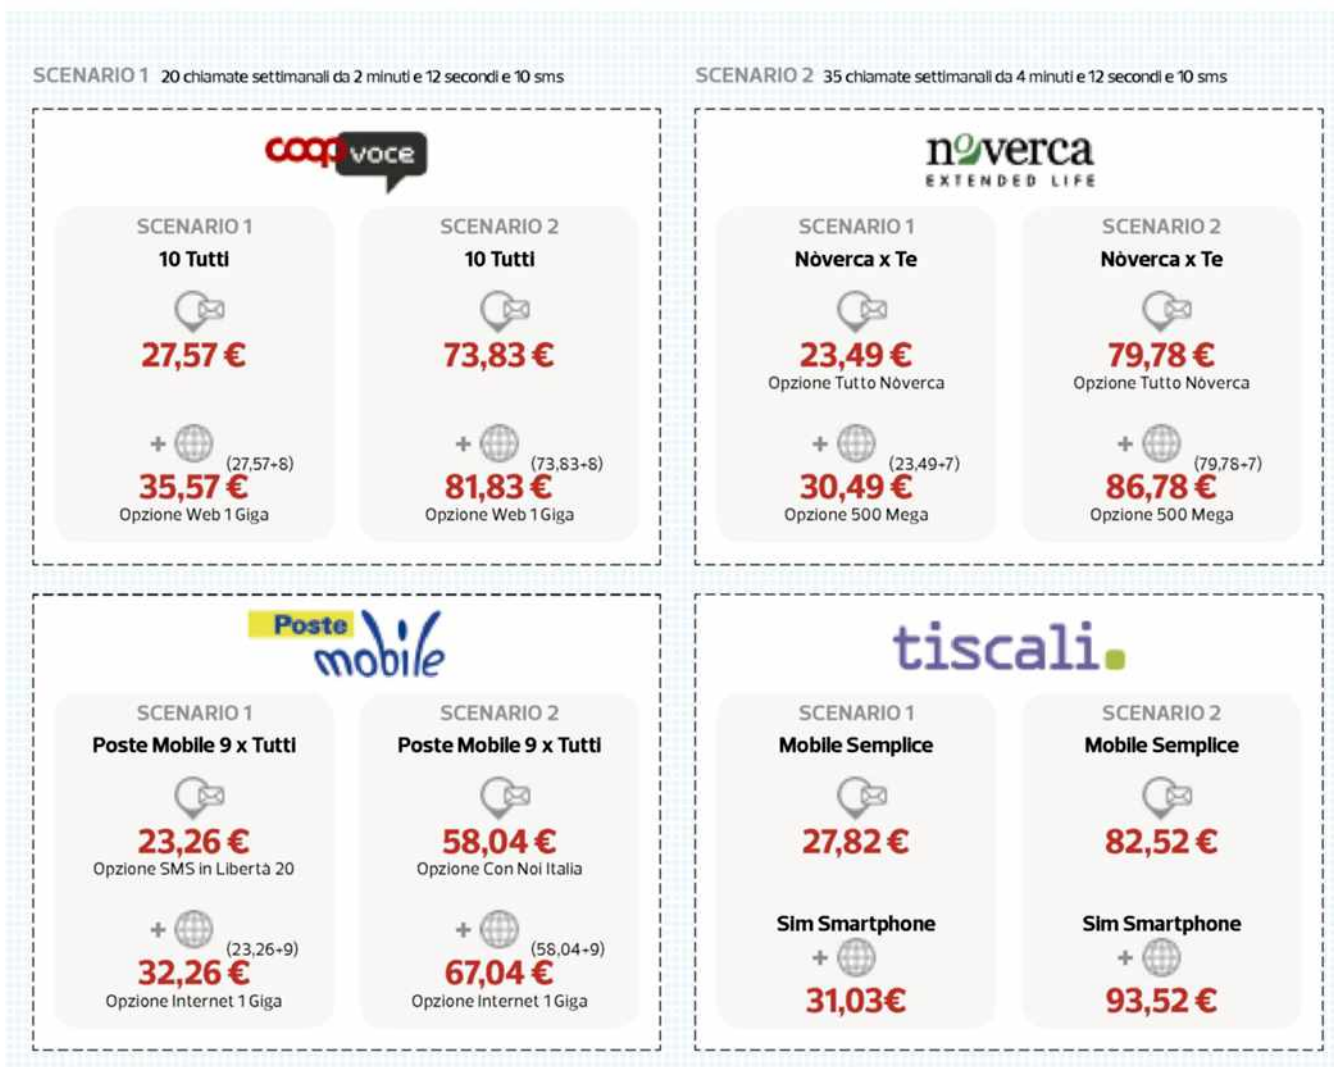 SCENARIO 1 20 chiamate settimanali da 2 minuti e 12 secondi e 10 sms
SCENARIO 2 35 chiamate settimanali da 4 minuti e 12 secondi e 10 sms
coop voce
SCENARIO 1
10 Tutti
27,57 €
+ (27,57+8)
35,57 €
Opzione Web 1 Giga
SCENARIO 2
10 Tutti
73,83 €
+ (73,83+8)
81,83 €
Opzione Web 1 Giga
nòverca
EXTENDED LIFE
SCENARIO 1
Nòverca x Te
23,49 €
Opzione Tutto Nòverca
+ (23,49+7)
30,49 €
Opzione 500 Mega
SCENARIO 2
Nòverca x Te
79,78 €
Opzione Tutto Nòverca
+ (79,78+7)
86,78 €
Opzione 500 Mega
Poste
mobile
SCENARIO 1
Poste Mobile 9 x Tutti
23,26 €
Opzione SMS in Libertà 20
+ (23,26+9)
32,26 €
Opzione Internet 1 Giga
SCENARIO 2
Poste Mobile 9 x Tutti
58,04 €
Opzione Con Noi Italia
+ (58,04+9)
67,04 €
Opzione Internet 1 Giga
tiscali.
SCENARIO 1
Mobile Semplice
27,82 €
Sim Smartphone
+
31,03€
SCENARIO 2
Mobile Semplice
82,52 €
Sim Smartphone
+
93,52 €